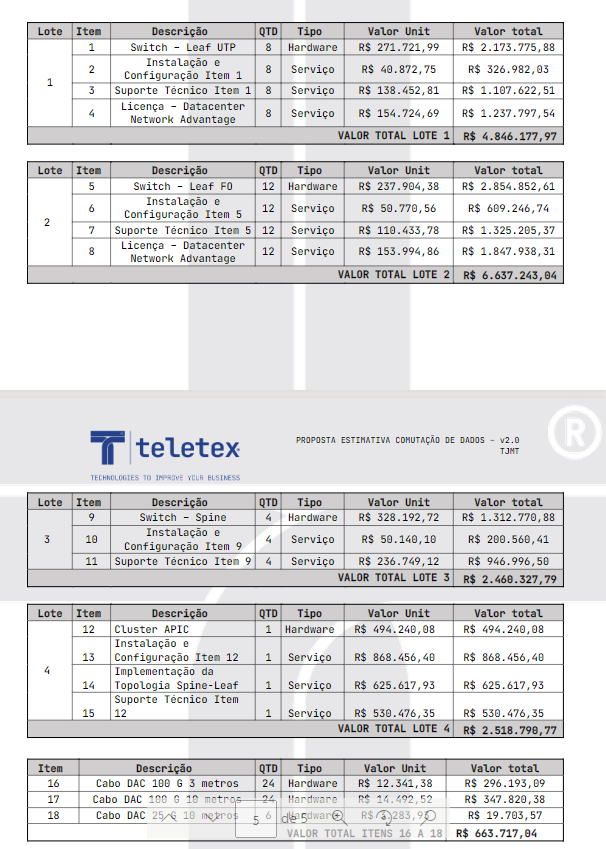 Lote Item Descrição QTD Tipo Valor Unit Valor total
1 Switch – Leaf UTP 8 Hardware R$ 271.721,99 R$ 2.173.775,88
1 2 Instalação e Configuração Item 1 8 Serviço R$ 40.872,75 R$ 326.982,03
3 Suporte Técnico Item 1 8 Serviço R$ 138.452,81 R$ 1.107.622,51
4 Licença – Datacenter Network Advantage 8 Serviço R$ 154.724,69 R$ 1.237.797,54
VALOR TOTAL LOTE 1 R$ 4.846.177,97
Lote Item Descrição QTD Tipo Valor Unit Valor total
5 Switch – Leaf FO 12 Hardware R$ 237.904,38 R$ 2.854.852,61
2 6 Instalação e Configuração Item 5 12 Serviço R$ 50.770,56 R$ 609.246,74
7 Suporte Técnico Item 5 12 Serviço R$ 110.433,78 R$ 1.325.205,37
8 Licença – Datacenter Network Advantage 12 Serviço R$ 153.994,86 R$ 1.847.938,31
VALOR TOTAL LOTE 2 R$ 6.637.243,04
teletex
TECHNOLOGIES TO IMPROVE YOUR BUSINESS
PROPOSTA ESTIMATIVA COMUTAÇÃO DE DADOS – v2.0
TJMT
®
Lote Item Descrição QTD Tipo Valor Unit Valor total
9 Switch – Spine 4 Hardware R$ 328.192,72 R$ 1.312.770,88
3 10 Instalação e Configuração Item 9 4 Serviço R$ 50.140,10 R$ 200.560,41
11 Suporte Técnico Item 9 4 Serviço R$ 236.749,12 R$ 946.996,50
VALOR TOTAL LOTE 3 R$ 2.460.327,79
Lote Item Descrição QTD Tipo Valor Unit Valor total
12 Cluster APIC 1 Hardware R$ 494.240,08 R$ 494.240,08
13 Instalação e Configuração Item 12 1 Serviço R$ 868.456,40 R$ 868.456,40
4 14 Implementação da Topologia Spine-Leaf 1 Serviço R$ 625.617,93 R$ 625.617,93
15 Suporte Técnico Item 12 1 Serviço R$ 530.476,35 R$ 530.476,35
VALOR TOTAL LOTE 4 R$ 2.518.790,77
Item Descrição QTD Tipo Valor Unit Valor total
16 Cabo DAC 100 G 3 metros 24 Hardware R$ 12.341,38 R$ 296.193,09
17 Cabo DAC 100 G 10 metros 24 Hardware R$ 14.492,52 R$ 347.820,38
18 Cabo DAC 25 G 10 metros 6 Hardware R$ 19.703,57
5 de 5
VALOR TOTAL ITENS 16 A 18 R$ 663.717,04